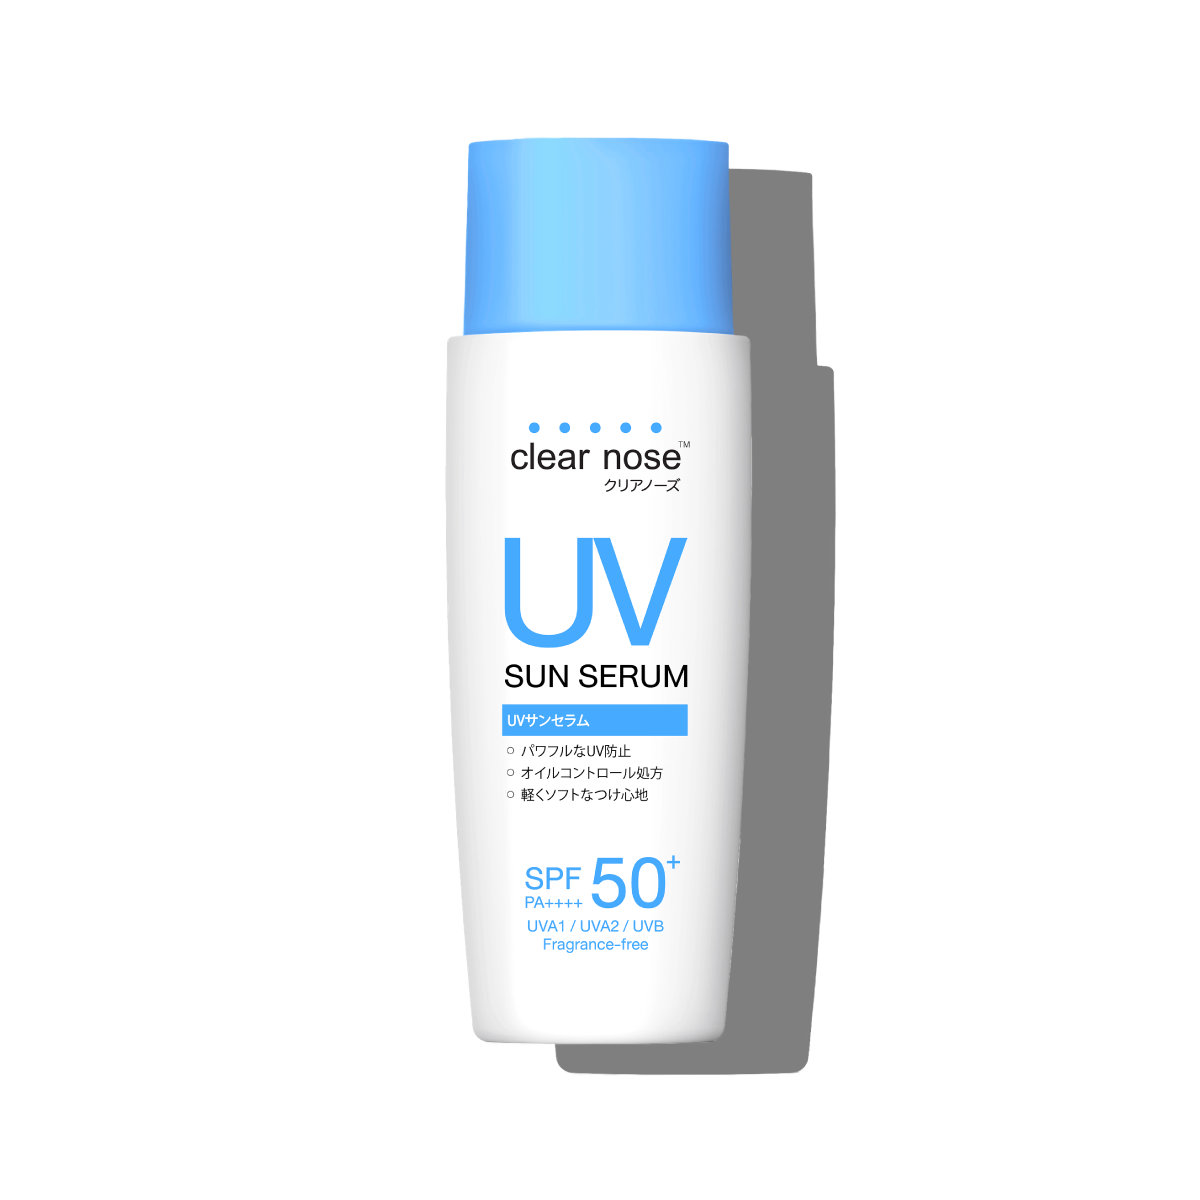 clear nose™
クリアノーズ
UV
SUN SERUM
UVサンセラム
パワフルなUV防止
オイルコントロール処方
軽くソフトなつけ心地
SPF 50+
PA++++
UVA1 / UVA2 / UVB
Fragrance-free